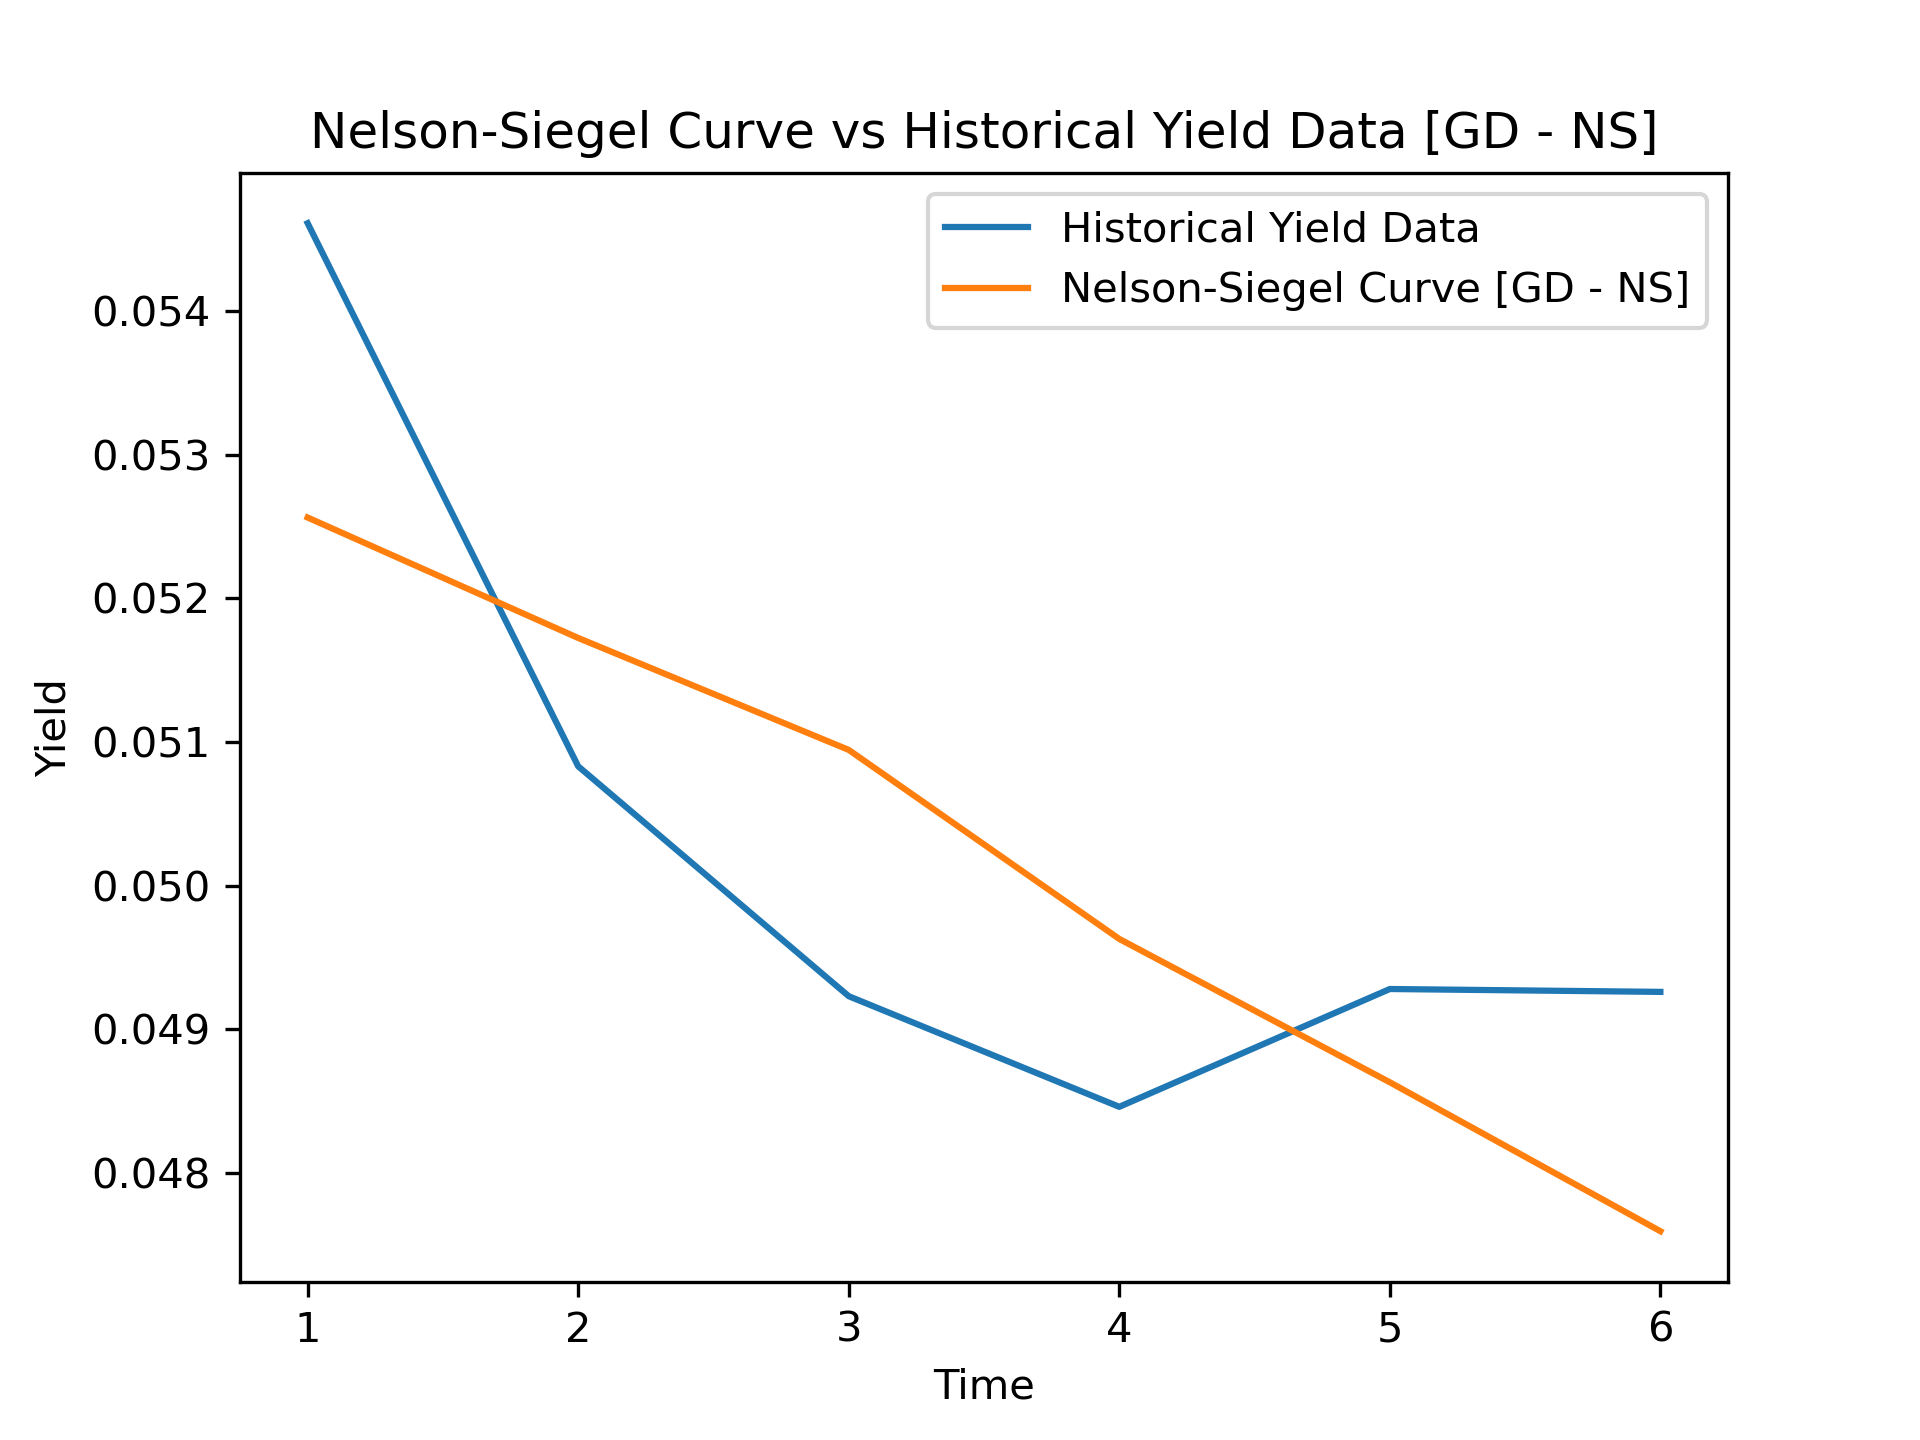 Nelson-Siegel Curve vs Historical Yield Data [GD - NS]
Historical Yield Data
Nelson-Siegel Curve [GD - NS]
0.054
0.053
0.052
0.051
0.050
0.049
0.048
Yield
1 2 3 4 5 6
Time